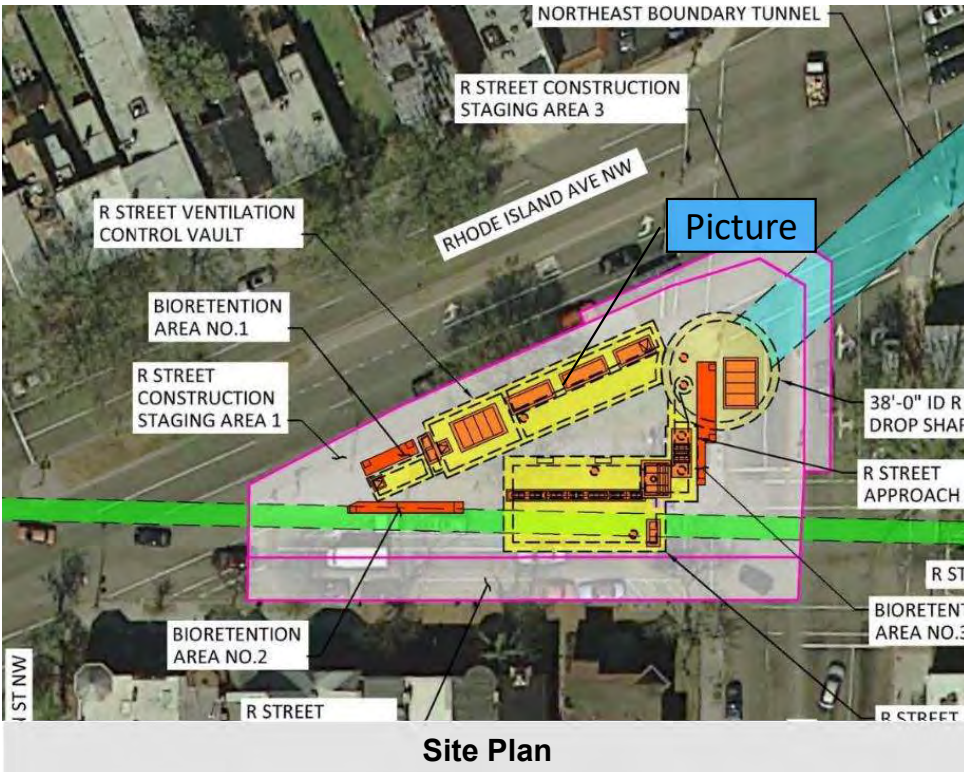 NORTHEAST BOUNDARY TUNNEL
R STREET CONSTRUCTION
STAGING AREA 3
RHODE ISLAND AVE NW
Picture
R STREET VENTILATION
CONTROL VAULT
BIORETENTION
AREA NO.1
R STREET
CONSTRUCTION
STAGING AREA 1
38'-0" ID R
DROP SHAF
R STREET
APPROACH
R ST
BIORETENT
AREA NO.3
BIORETENTION
AREA NO.2
ST NW
R STREET
R STREET
Site Plan